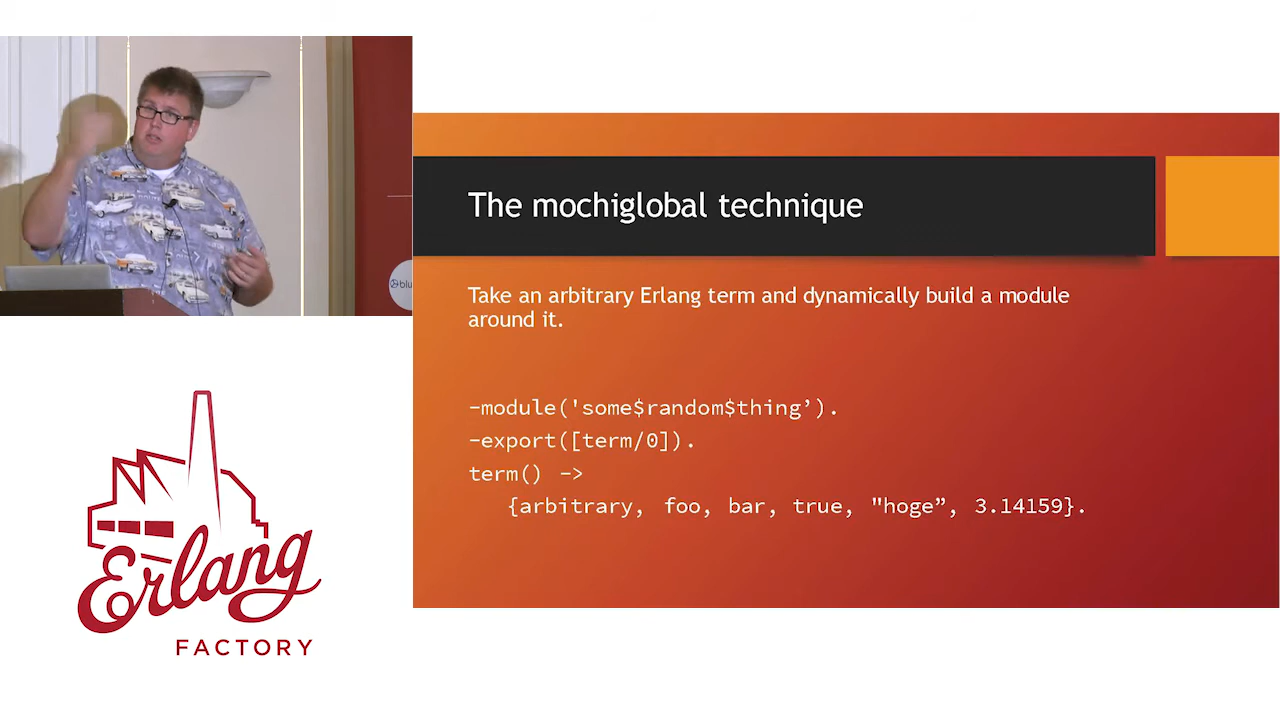 The mochiglobal technique
Take an arbitrary Erlang term and dynamically build a module
around it.
-module('some$random$thing’).
-export([term/0]).
term() ->
{arbitrary, foo, bar, true, "hoge”, 3.14159}.
blu
Erlang
FACTORY